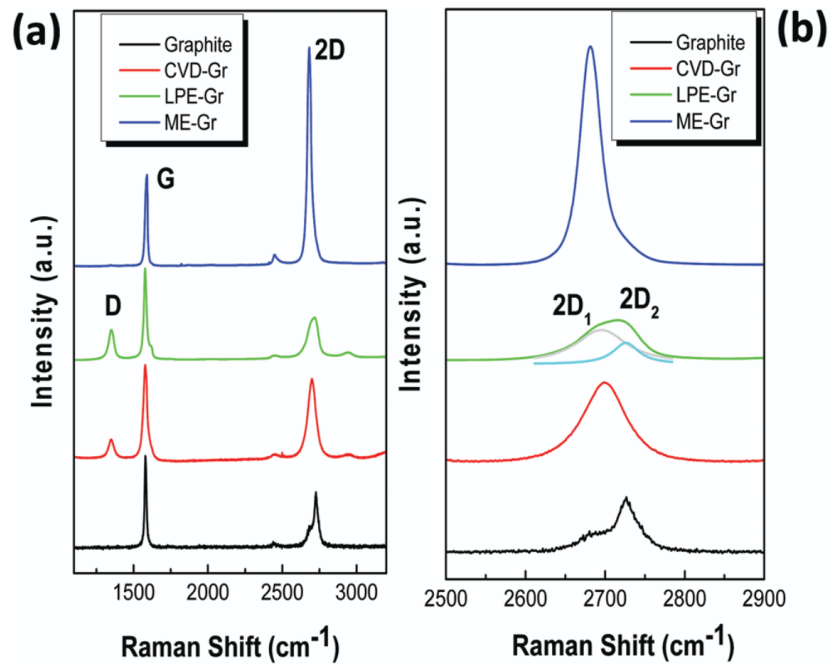 (a)
Graphite
CVD-Gr
LPE-Gr
ME-Gr
2D
G
D
Intensity (a.u.)
1500 2000 2500 3000
Raman Shift (cm-1)
(b)
Graphite
CVD-Gr
LPE-Gr
ME-Gr
2D1 2D2
Intensity (a.u.)
2500 2600 2700 2800 2900
Raman Shift (cm-1)